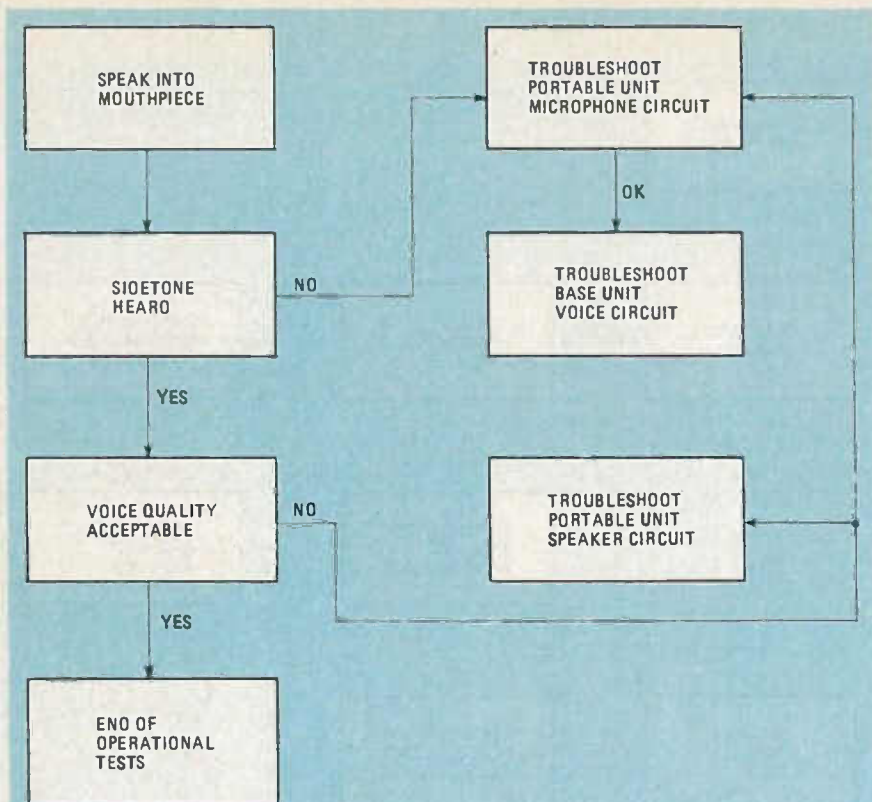 SPEAK INTO
MOUTHPIECE
SIOETONE
HEARO
NO
YES
VOICE QUALITY
ACCEPTABLE
NO
YES
ENO OF
OPERATIONAL
TESTS
TROUBLESHOOT
PORTABLE UNIT
MICROPHONE CIRCUIT
OK
TROUBLESHOOT
BASE UNIT
VOICE CIRCUIT
TROUBLESHOOT
PORTABLE UNIT
SPEAKER CIRCUIT